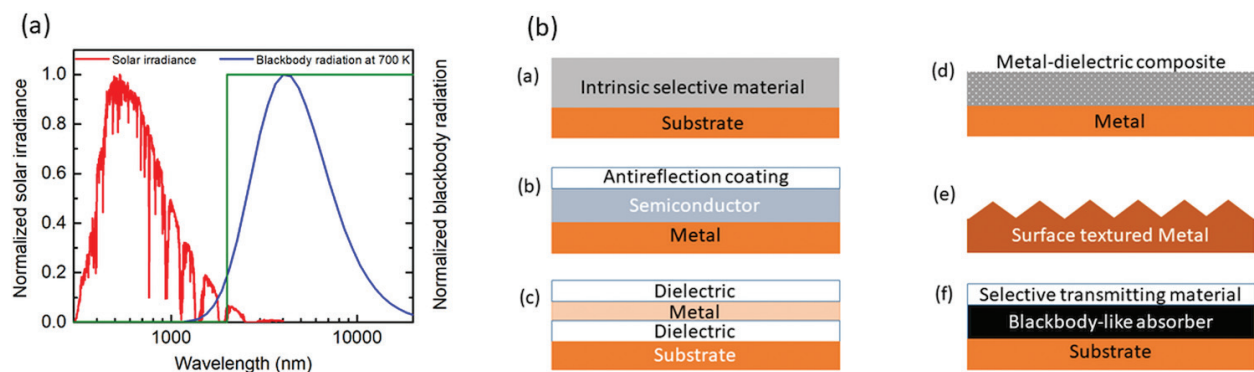 (a)
Solar irradiance
Blackbody radiation at 700 K
1.0
0.8
0.6
0.4
0.2
0.0
Normalized solar irradiance
Normalized blackbody radiation
1000
10000
Wavelength (nm)
(b)
(a)
Intrinsic selective material
Substrate
(b)
Antireflection coating
Semiconductor
Metal
(c)
Dielectric
Metal
Dielectric
Substrate
(d)
Metal-dielectric composite
Metal
(e)
Surface textured Metal
(f)
Selective transmitting material
Blackbody-like absorber
Substrate